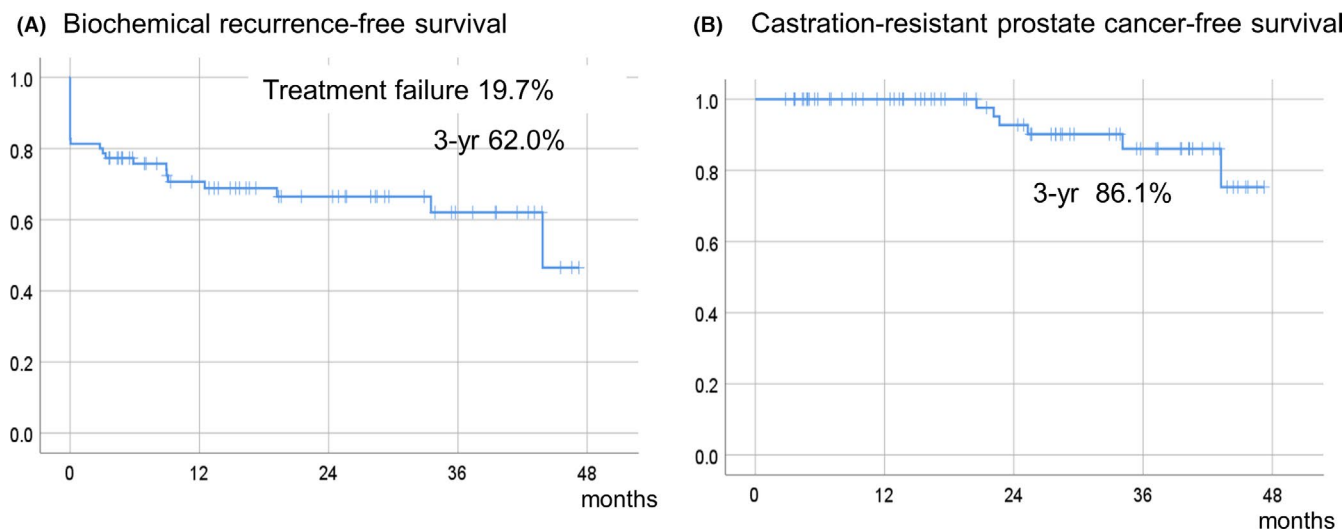 (A) Biochemical recurrence-free survival
Treatment failure 19.7%
3-yr 62.0%
1.0
0.8
0.6
0.4
0.2
0.0
0 12 24 36 48
months
(B) Castration-resistant prostate cancer-free survival
3-yr 86.1%
1.0
0.8
0.6
0.4
0.2
0.0
0 12 24 36 48
months